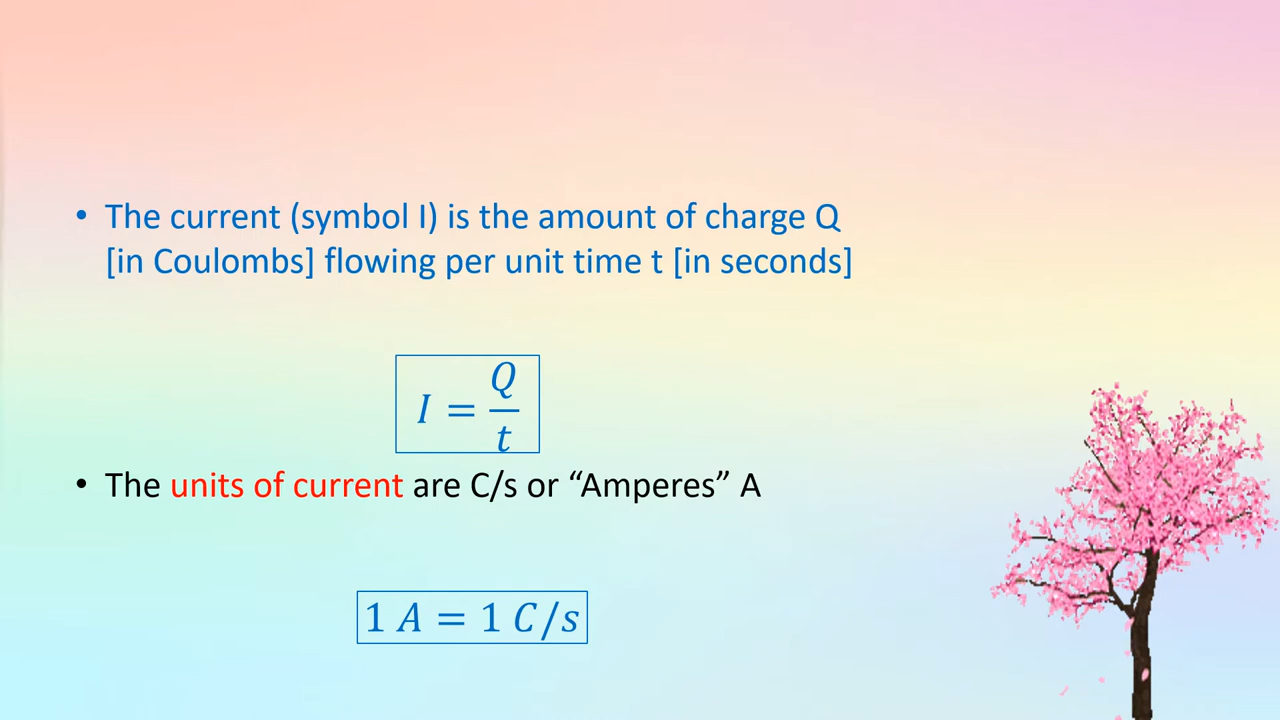 • The current (symbol I) is the amount of charge Q
[in Coulombs] flowing per unit time t [in seconds]
I = Q/t
• The units of current are C/s or “Amperes” A
1 A = 1 C/s